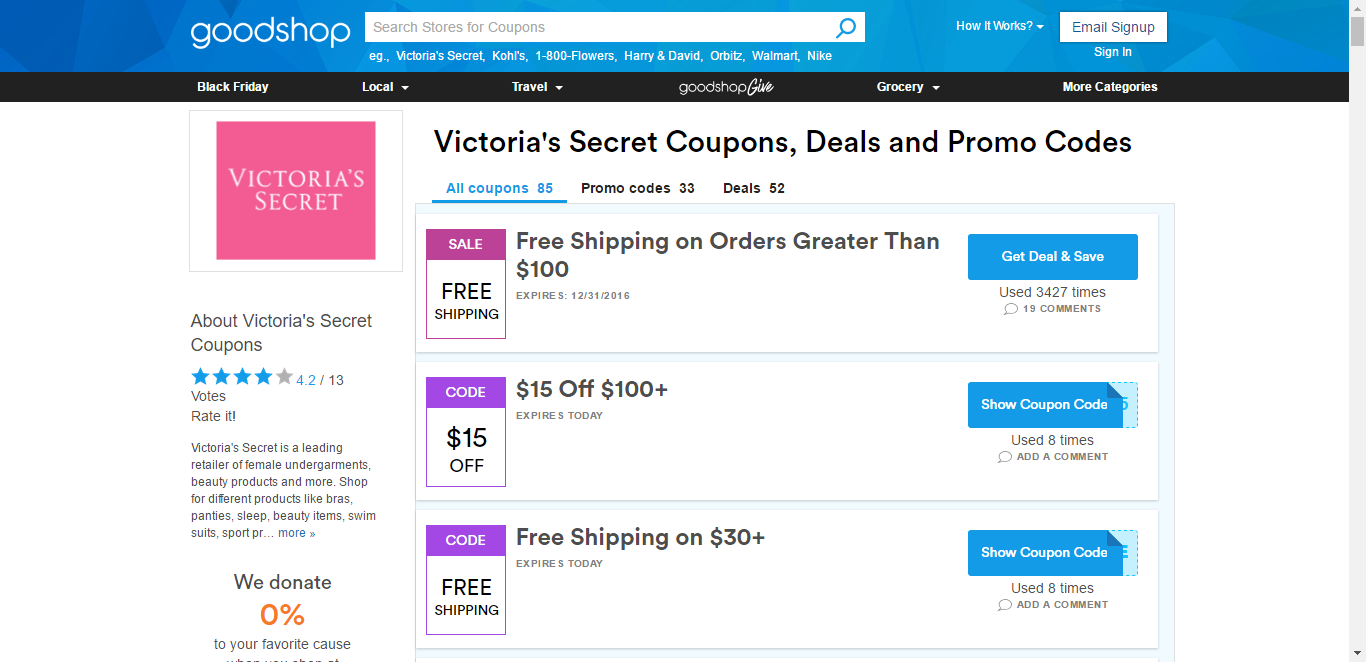 goodshop
Search Stores for Coupons
How It Works?
Email Signup
eg., Victoria's Secret, Kohl's, 1-800-Flowers, Harry & David, Orbitz, Walmart, Nike
Sign In
Black Friday Local Travel goodshop Give Grocery More Categories
VICTORIA'S
SECRET
Victoria's Secret Coupons, Deals and Promo Codes
All coupons 85 Promo codes 33 Deals 52
SALE
FREE
SHIPPING
Free Shipping on Orders Greater Than
$100
EXPIRES: 12/31/2016
Get Deal & Save
Used 3427 times
19 COMMENTS
About Victoria's Secret
Coupons
4.2 / 13
Votes
Rate it!
Victoria's Secret is a leading
retailer of female undergarments,
beauty products and more. Shop
for different products like bras,
panties, sleep, beauty items, swim
suits, sport pr… more »
We donate
0%
to your favorite cause
when you shop at
CODE
$15
OFF
$15 Off $100+
EXPIRES TODAY
Show Coupon Code
Used 8 times
ADD A COMMENT
CODE
FREE
SHIPPING
Free Shipping on $30+
EXPIRES TODAY
Show Coupon Code
Used 8 times
ADD A COMMENT